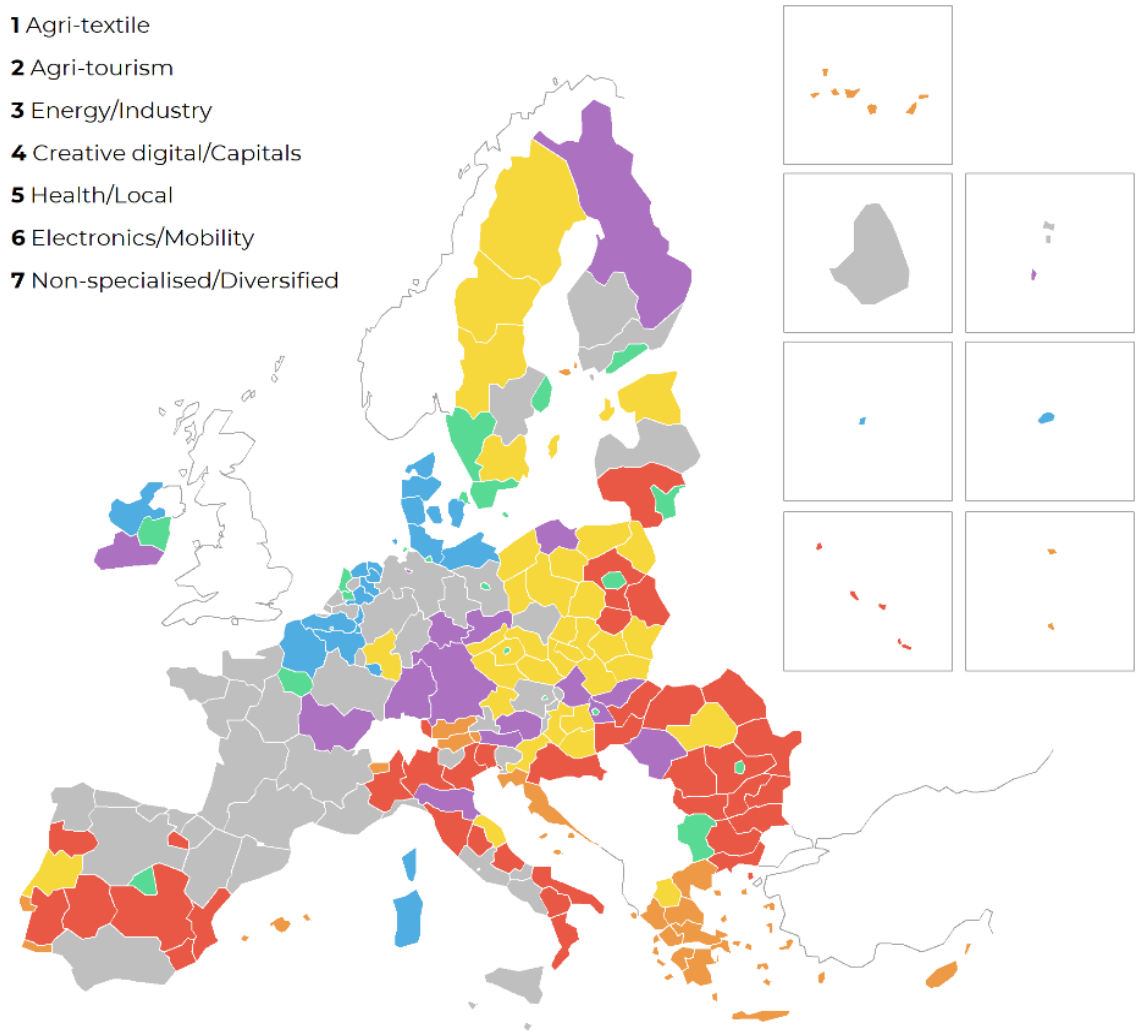 1 Agri-textile
2 Agri-tourism
3 Energy/Industry
4 Creative digital/Capitals
5 Health/Local
6 Electronics/Mobility
7 Non-specialised/Diversified